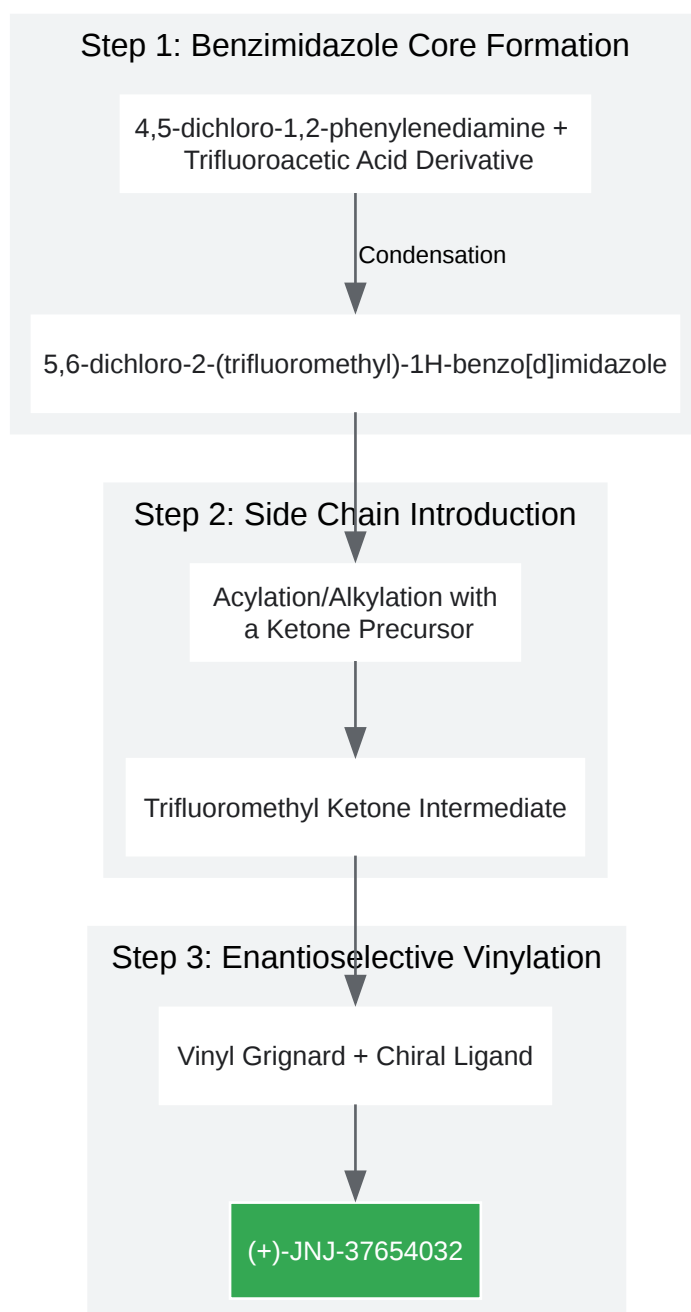 Step 1: Benzimidazole Core Formation
4,5-dichloro-1,2-phenylenediamine +
Trifluoroacetic Acid Derivative
Condensation
5,6-dichloro-2-(trifluoromethyl)-1H-benzo[d]imidazole
Step 2: Side Chain Introduction
Acylation/Alkylation with
a Ketone Precursor
Trifluoromethyl Ketone Intermediate
Step 3: Enantioselective Vinylation
Vinyl Grignard + Chiral Ligand
(+)-JNJ-37654032